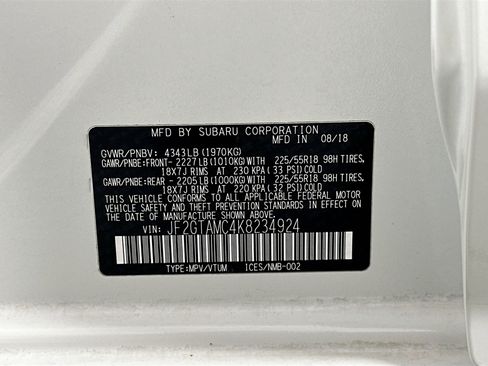 MFD BY SUBARU CORPORATION
MFD IN 08/18
GVWR/PNBV: 4343LB (1970KG)
GAWR/PNBE:FRONT- 2227LB(1010KG)WITH 225/55R18 98H TIRES.
18X7J RIMS AT 230 KPA(33 PSI)COLD
GAWR/PNBE:REAR - 2205LB(1000KG)WITH 225/55R18 98H TIRES.
18X7J RIMS AT 220 KPA(32 PSI)COLD
THIS VEHICLE CONFORMS TO ALL APPLICABLE FEDERAL MOTOR
VEHICLE SAFETY, BUMPER, AND THEFT PREVENTION
STANDARDS IN EFFECT ON THE DATE OF MANUFACTURE
SHOWN ABOVE.
VIN: JF2GTAMC4K8234924
TYPE:MPV/VTUM ICES/NMB-002